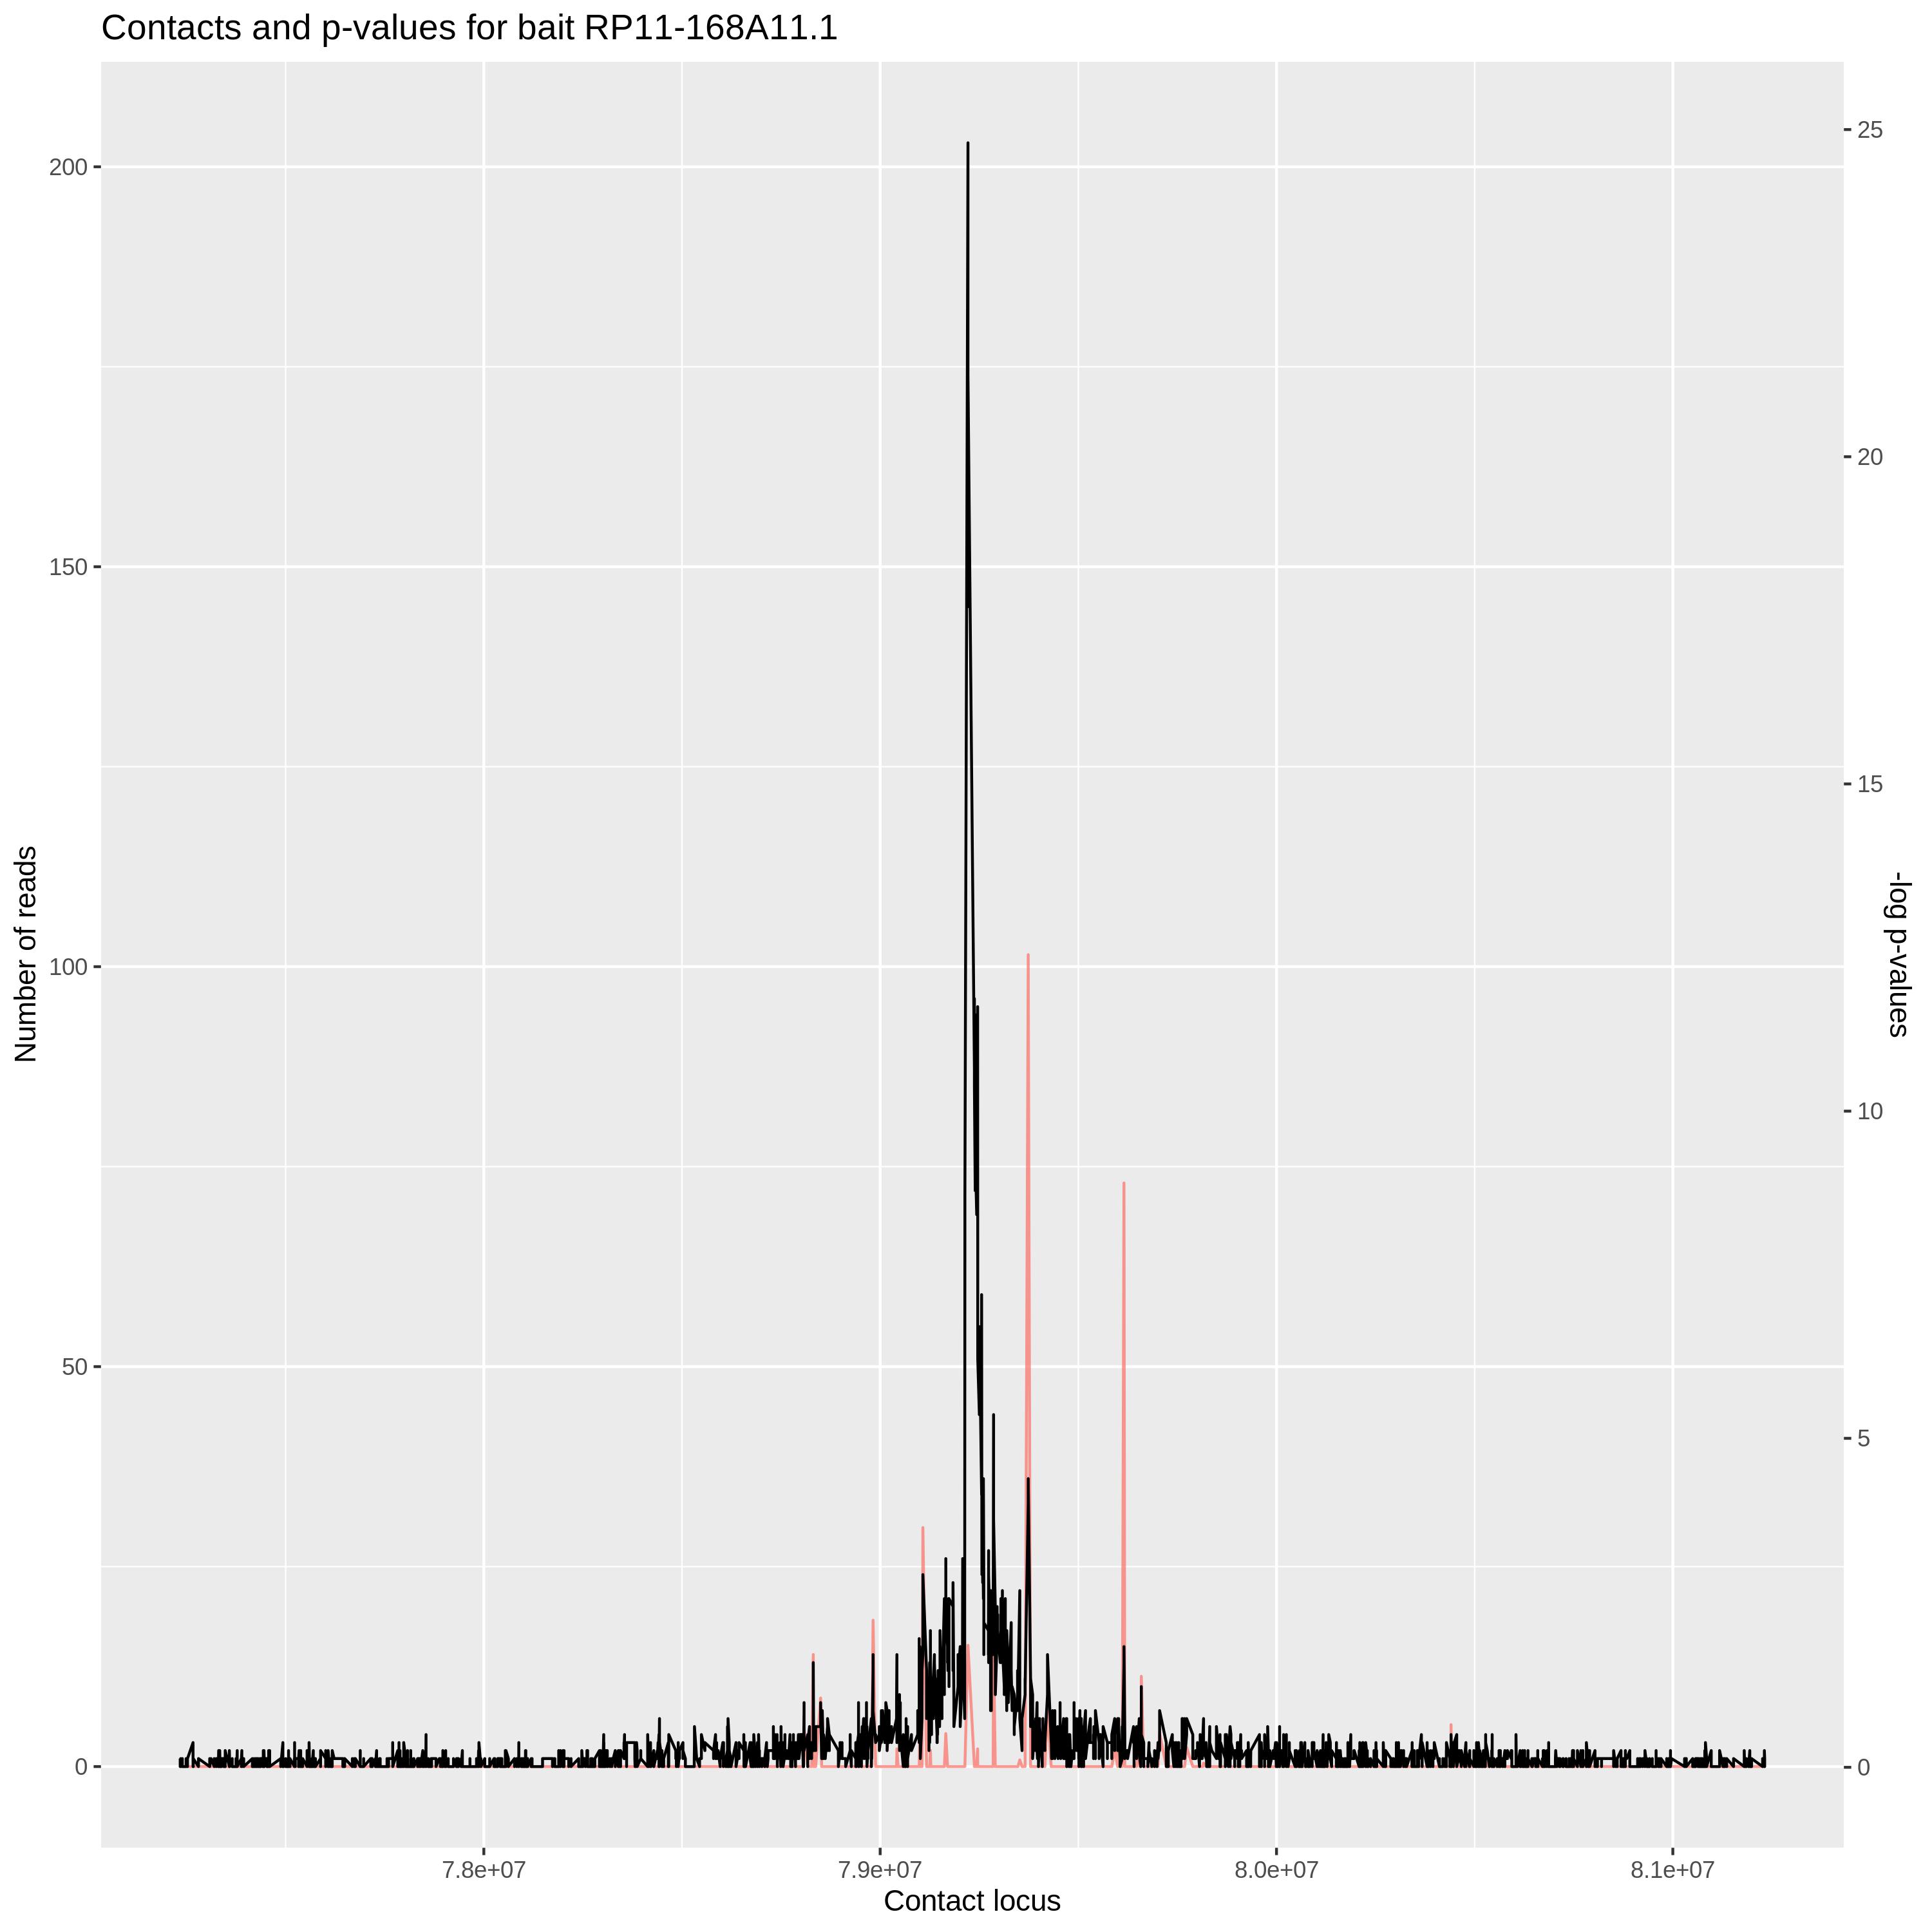 Contacts and p-values for bait RP11-168A11.1
200
150
100
50
0
Number of reads
25
20
15
10
5
0
-log p-values
7.8e+07
7.9e+07
8.0e+07
8.1e+07
Contact locus